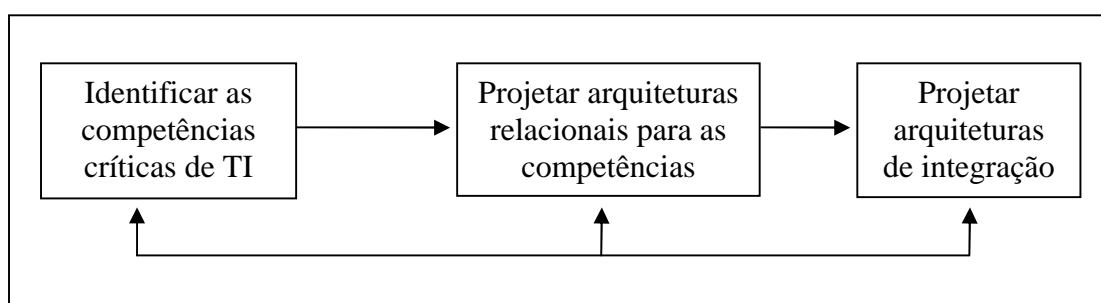 Identificar as
competências
críticas de TI
Projetar arquiteturas
relacionais para as
competências
Projetar
arquiteturas
de integração